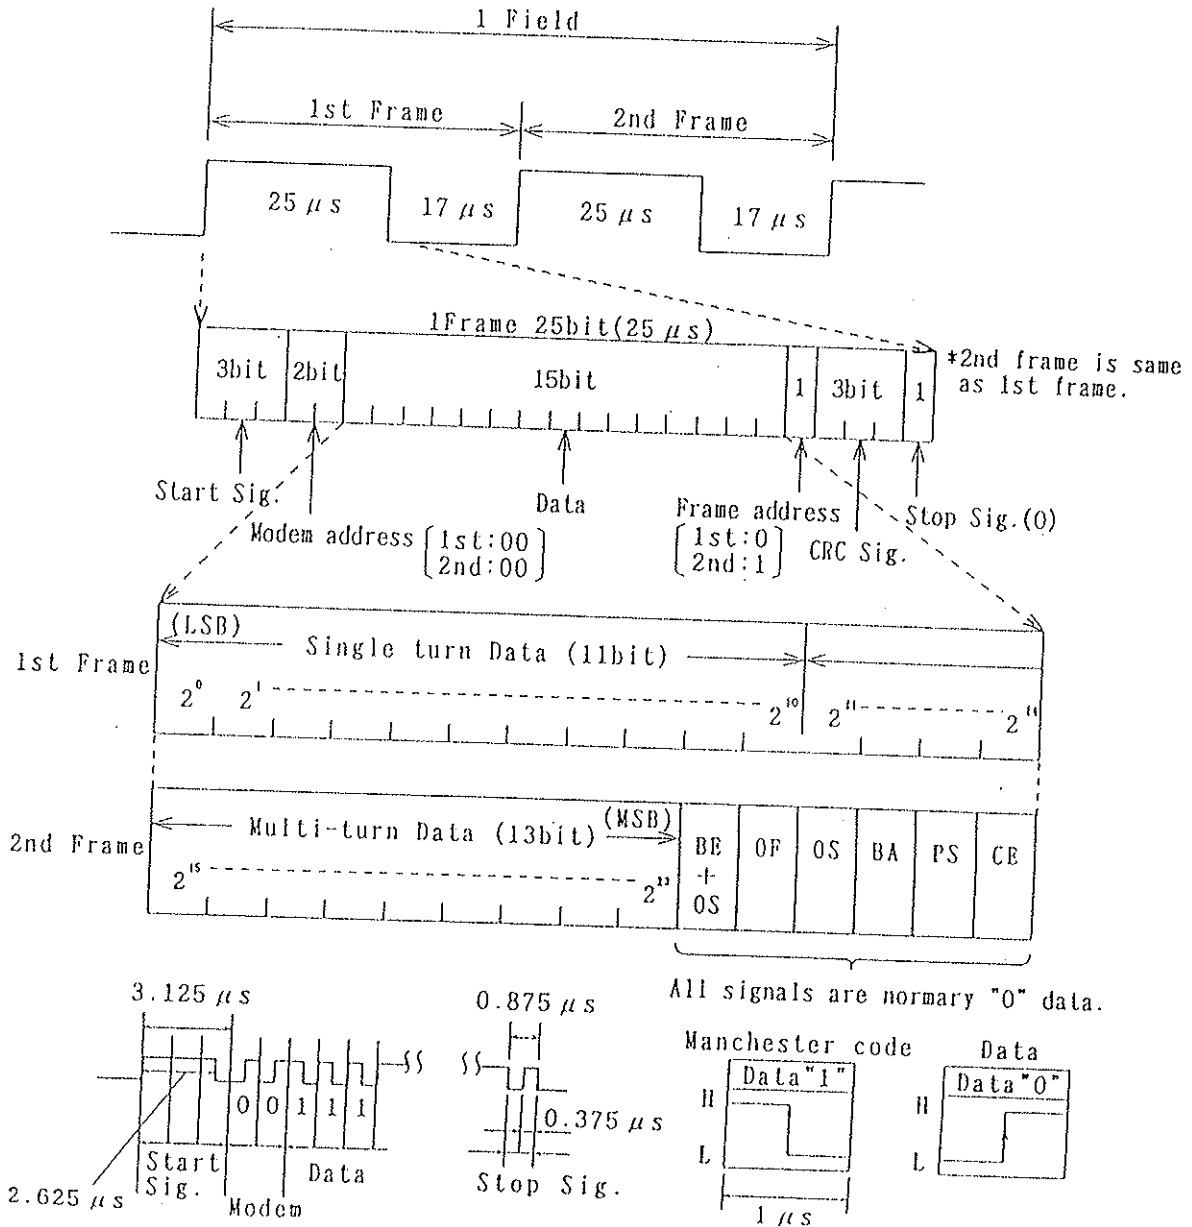 1 Field
1st Frame
2nd Frame
25 μs
17 μs
25 μs
17 μs
1Frame 25bit(25 μs)
3bit
2bit
15bit
1
3bit
1
*2nd frame is same
as 1st frame.
Start Sig.
Modem address [1st:00]
[2nd:00]
Data
Frame address
[1st:0]
[2nd:1]
CRC Sig.
Stop Sig.(0)
1st Frame
(LSB)
Single turn Data (11bit)
2⁰ 2¹ 2¹⁰ 2¹¹ 2¹⁴
2nd Frame
Multi-turn Data (13bit)
(MSB)
2¹⁵ 2²³
BE
+
OS
OF
OS
BA
PS
CE
All signals are normary "0" data.
3.125 μs
0 0 1 1 1
Start
Sig.
Modem
Data
2.625 μs
0.875 μs
0.375 μs
Stop Sig.
Manchester code
Data"1"
H
L
1 μs
Data
Data"0"
H
L